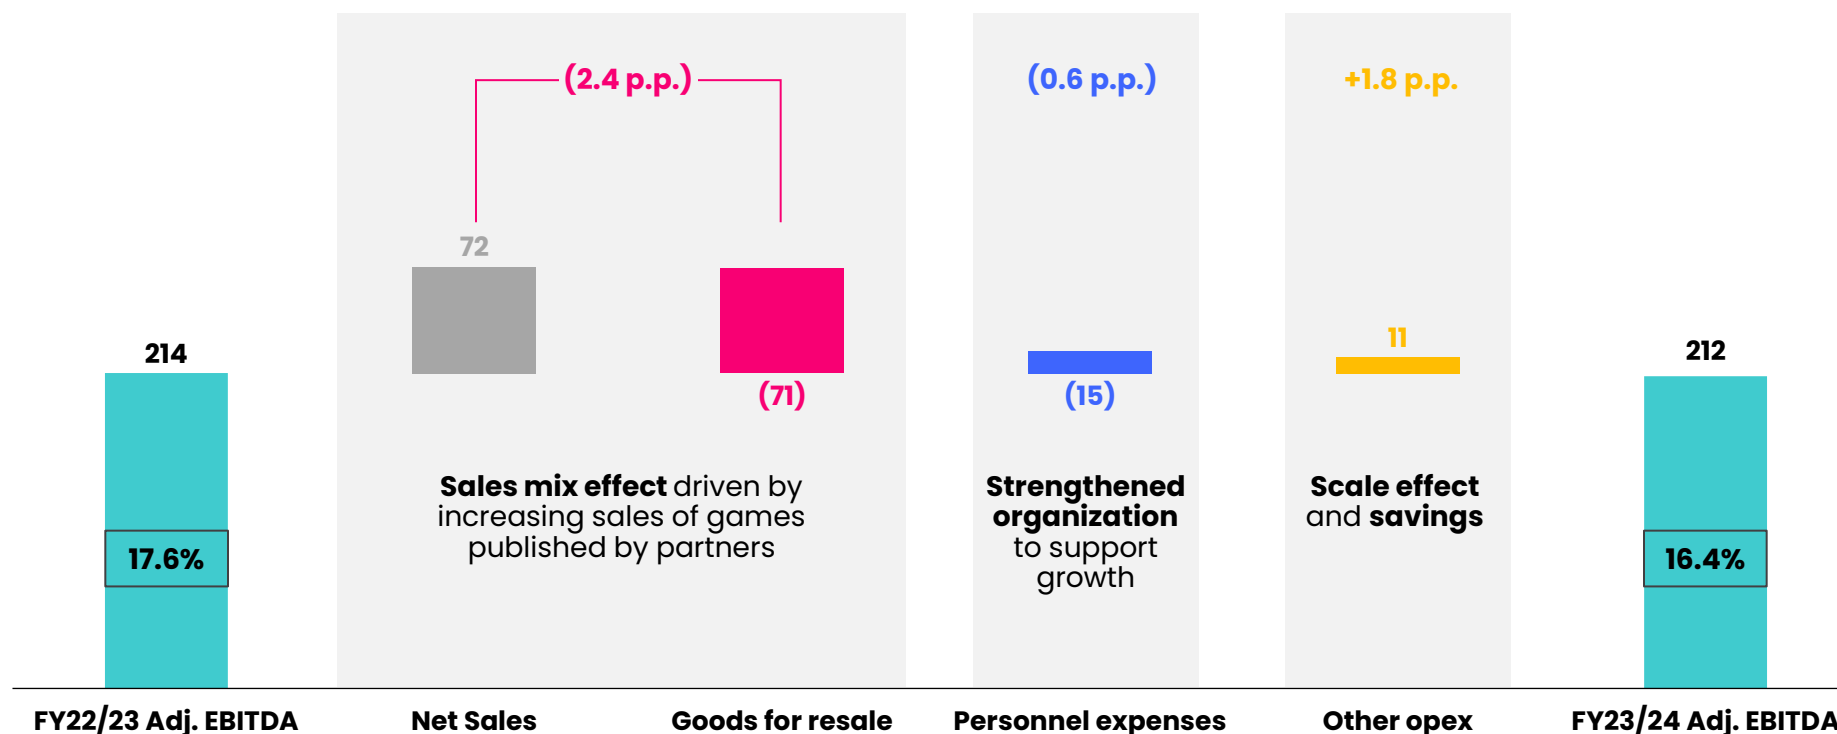 (2.4 p.p.)
(0.6 p.p.)
+1.8 p.p.
72
214
(71)
(15)
11
212
Sales mix effect driven by
increasing sales of games
published by partners
Strengthened
organization
to support
growth
Scale effect
and savings
17.6%
16.4%
FY22/23 Adj. EBITDA
Net Sales
Goods for resale
Personnel expenses
Other opex
FY23/24 Adj. EBITDA